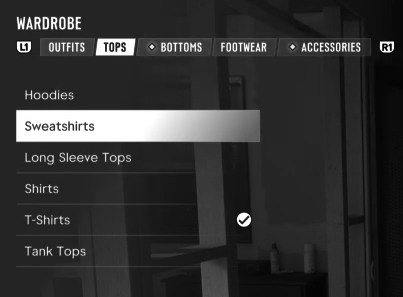 WARDROBE
L1 OUTFITS TOPS BOTTOMS FOOTWEAR ACCESSORIES R1
Hoodies
Sweatshirts
Long Sleeve Tops
Shirts
T-Shirts
Tank Tops